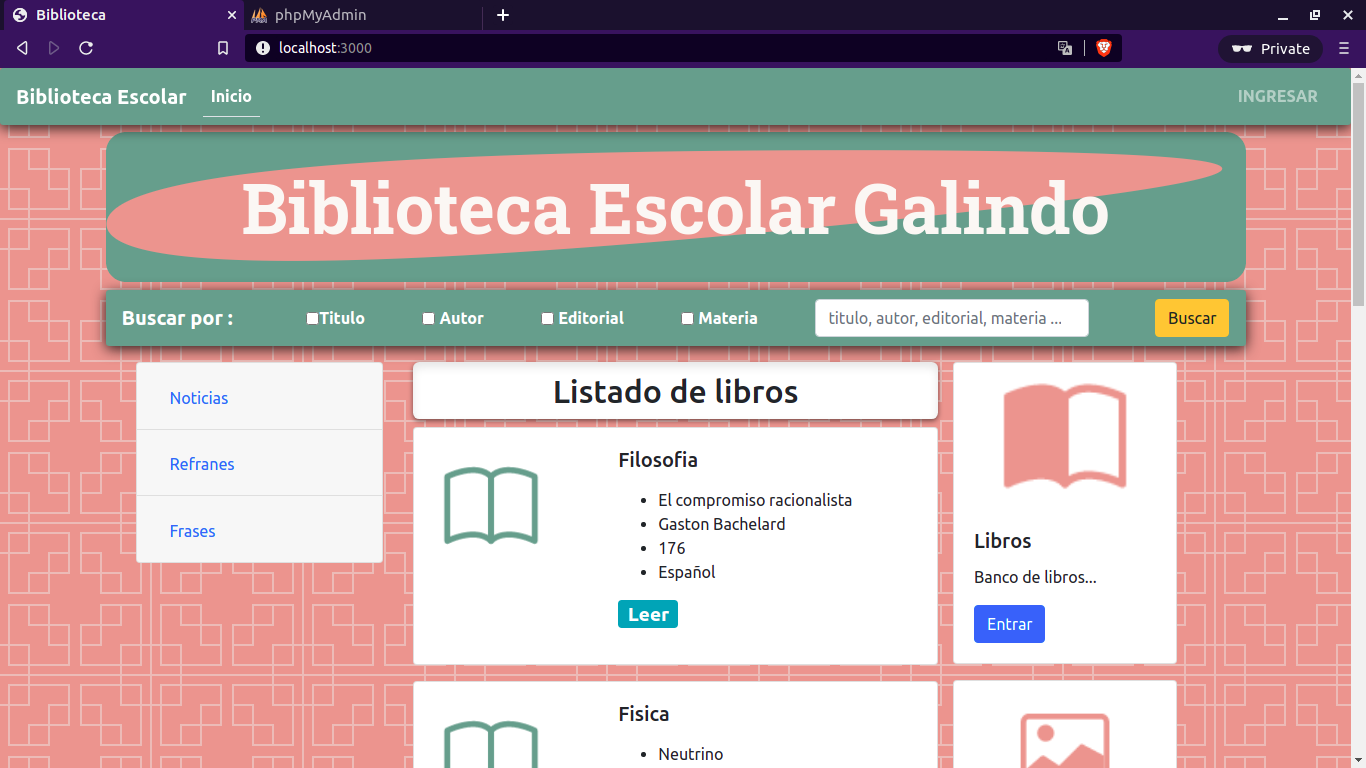 Biblioteca
phpMyAdmin
localhost:3000
Private
Biblioteca Escolar
Inicio
INGRESAR
Biblioteca Escolar Galindo
Buscar por :
Titulo
Autor
Editorial
Materia
titulo, autor, editorial, materia ...
Buscar
Noticias
Refranes
Frases
Listado de libros
Filosofia
El compromiso racionalista
Gaston Bachelard
176
Español
Leer
Fisica
Neutrino
Libros
Banco de libros...
Entrar